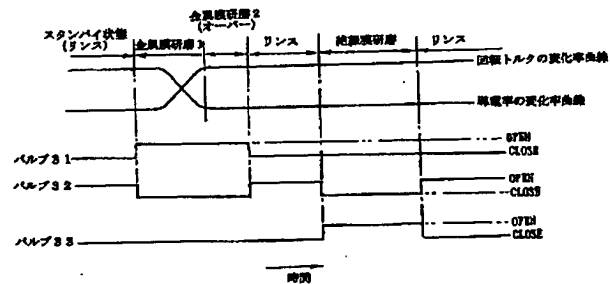 金属膜研磨2
(オーバー)
スタンバイ状態
(リンス)
金属膜研磨1
リンス
絶縁膜研磨
リンス
回転トルクの変化率曲線
導電率の変化率曲線
OPEN
バルブ31
CLOSE
バルブ32
OPEN
CLOSE
OPEN
バルブ33
CLOSE
時間